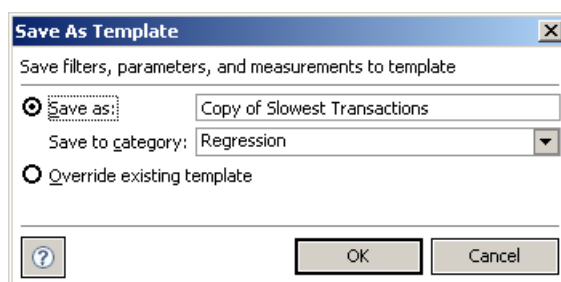 Save As Template
Save filters, parameters, and measurements to template
Save as: Copy of Slowest Transactions
Save to category: Regression
Override existing template
? OK Cancel